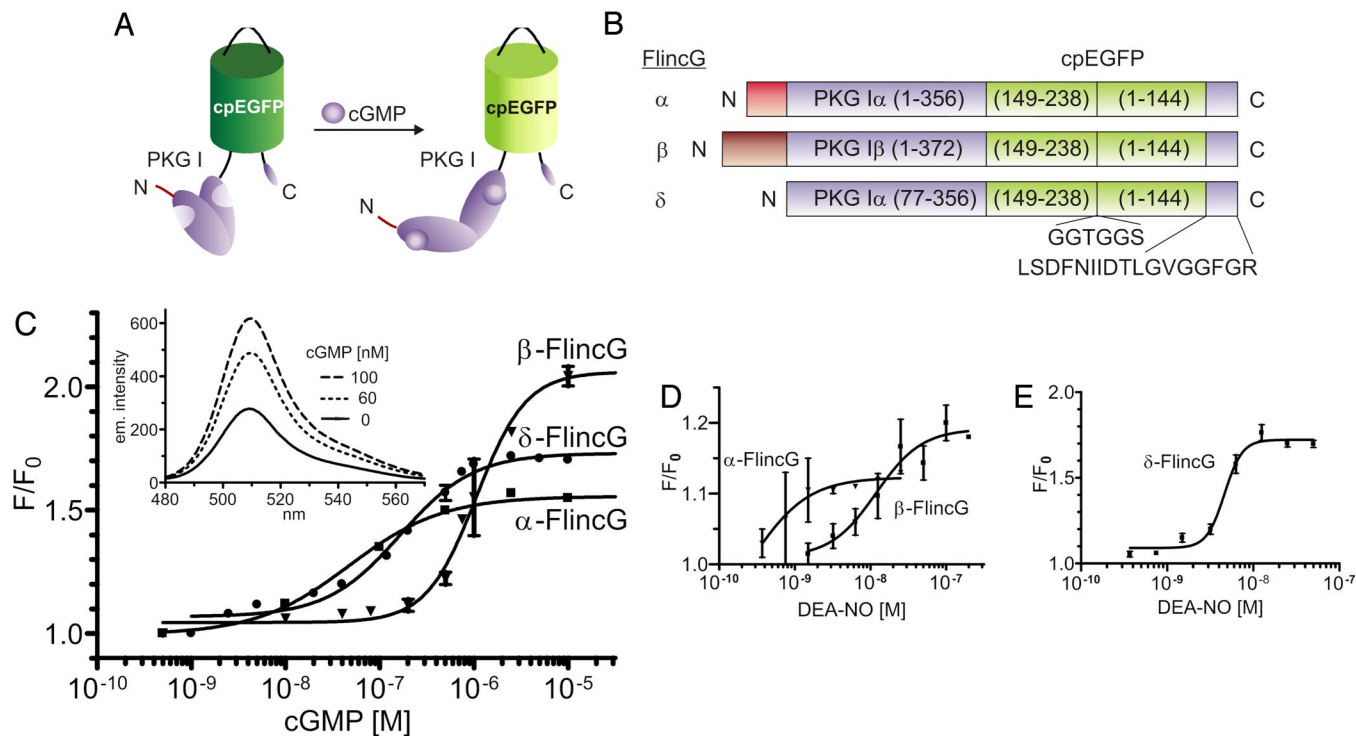 A
cpEGFP
cGMP
cpEGFP
PKG I
N
C
PKG I
N
C
B
FlincG
cpEGFP
α N PKG Iα (1-356) (149-238) (1-144) C
β N PKG Iβ (1-372) (149-238) (1-144) C
δ N PKG Iα (77-356) (149-238) (1-144) C
GGTGGS
LSDFNIIDTLGVGGFGR
C
F/F0
2.0
1.5
1.0
10-10 10-9 10-8 10-7 10-6 10-5
cGMP [M]
β-FlincG
δ-FlincG
α-FlincG
em. intensity
600
400
200
0
480 500 520 540 560
nm
cGMP [nM]
100
60
0
D
F/F0
1.2
1.1
1.0
α-FlincG
β-FlincG
10-10 10-9 10-8 10-7
DEA-NO [M]
E
F/F0
2.0
1.5
1.0
δ-FlincG
10-10 10-9 10-8 10-7
DEA-NO [M]